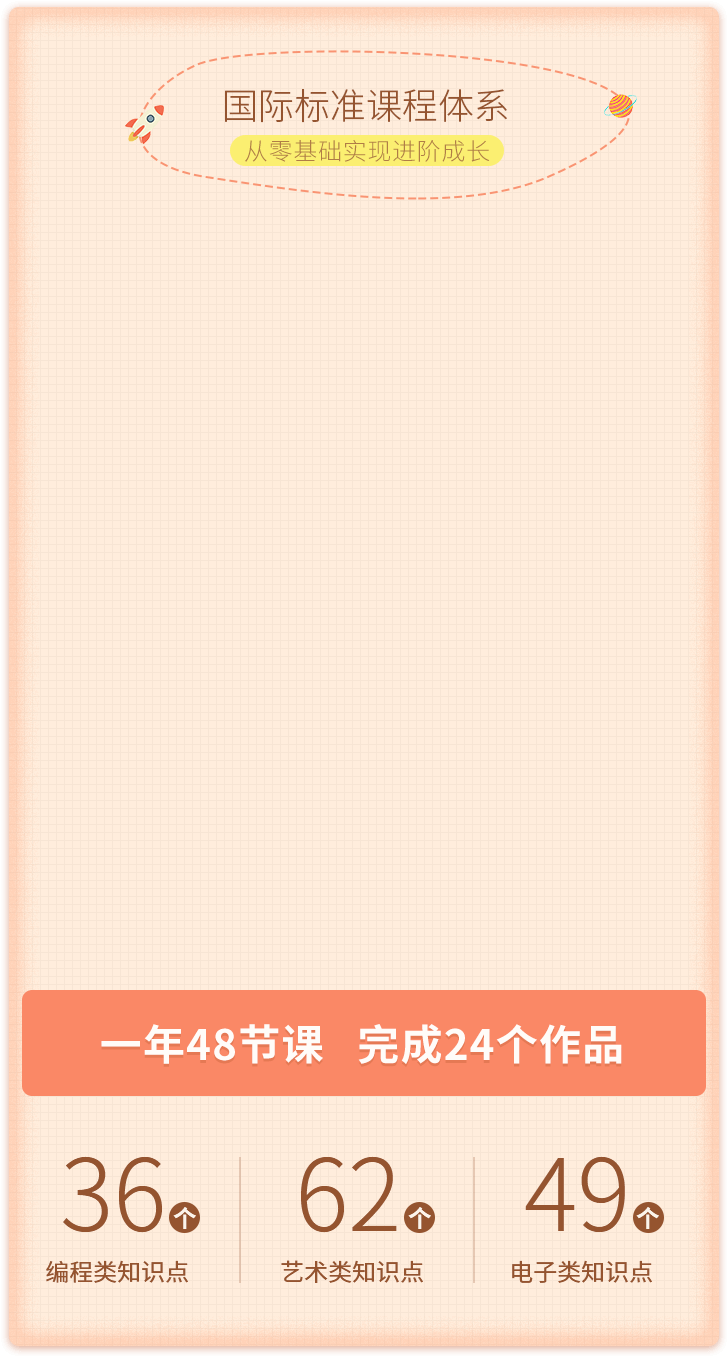 国际标准课程体系
从零基础实现进阶成长
一年48节课 完成24个作品
36个 62个 49个
编程类知识点 艺术类知识点 电子类知识点